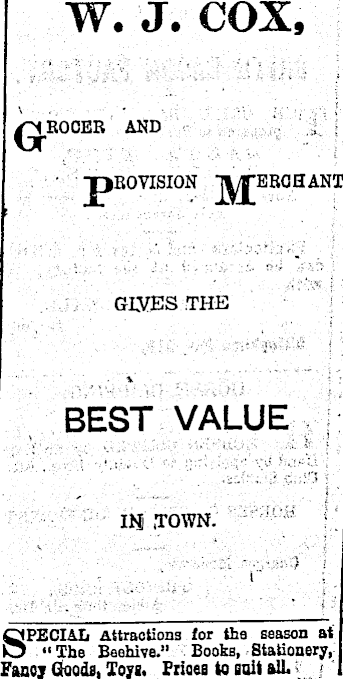 W. J. COX,
GROCER AND
PROVISION MERCHANT
GIVES THE
BEST VALUE
IN TOWN.
SPECIAL Attractions for the season at
"The Beehive." Books, Stationery,
Fancy Goods, Toys. Prices to suit all.